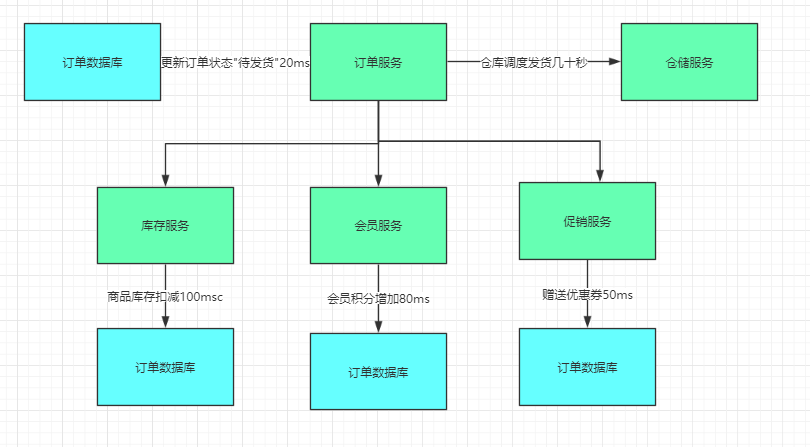 订单数据库
更新订单状态"待发货"20ms
订单服务
仓库调度发货几十秒
仓储服务
库存服务
会员服务
促销服务
商品库存扣减100msc
会员积分增加80ms
赠送优惠券50ms
订单数据库
订单数据库
订单数据库